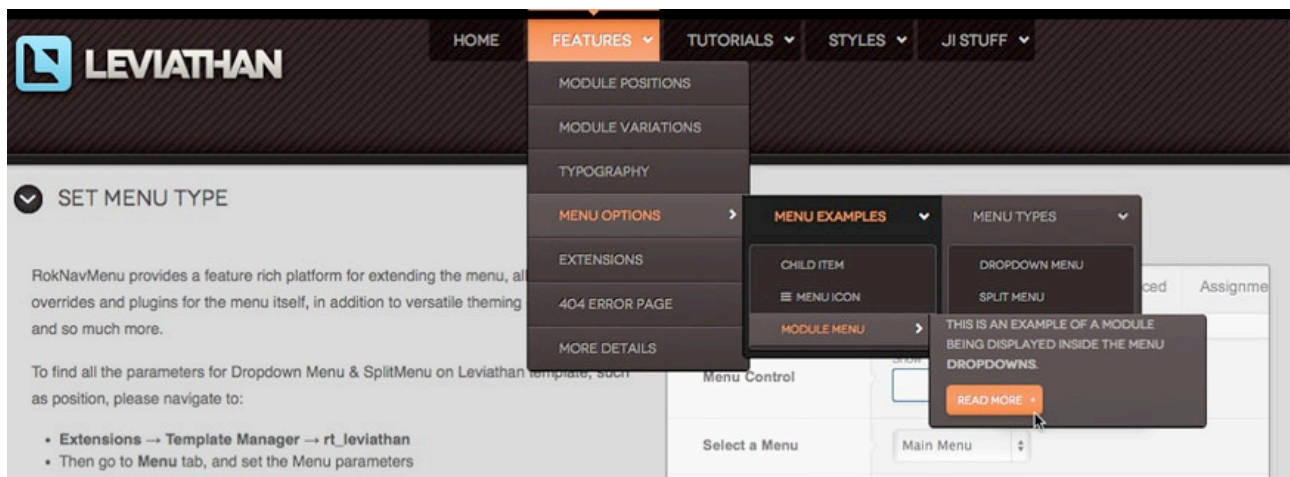 LEVIATHAN
HOME
FEATURES
TUTORIALS
STYLES
JI STUFF
MODULE POSITIONS
MODULE VARIATIONS
TYPOGRAPHY
MENU OPTIONS
EXTENSIONS
404 ERROR PAGE
MORE DETAILS
MENU EXAMPLES
CHILD ITEM
MENU ICON
MODULE MENU
MENU TYPES
DROPDOWN MENU
SPLIT MENU
THIS IS AN EXAMPLE OF A MODULE
BEING DISPLAYED INSIDE THE MENU
DROPDOWNS.
READ MORE
SET MENU TYPE
RokNavMenu provides a feature rich platform for extending the menu, all
overrides and plugins for the menu itself, in addition to versatile theming
and so much more.
To find all the parameters for Dropdown Menu & SplitMenu on Leviathan template, such
as position, please navigate to:
• Extensions → Template Manager → rt_leviathan
• Then go to Menu tab, and set the Menu parameters
ced
Assignme
Show
Menu Control
Select a Menu
Main Menu